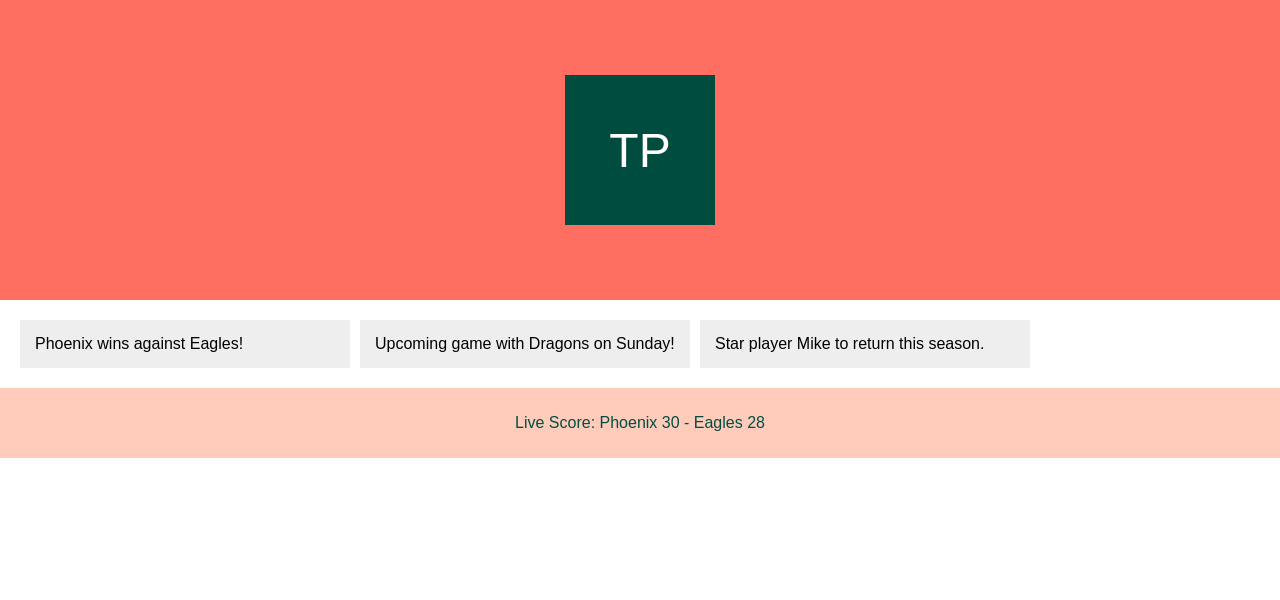 TP
Phoenix wins against Eagles!
Upcoming game with Dragons on Sunday!
Star player Mike to return this season.
Live Score: Phoenix 30 - Eagles 28